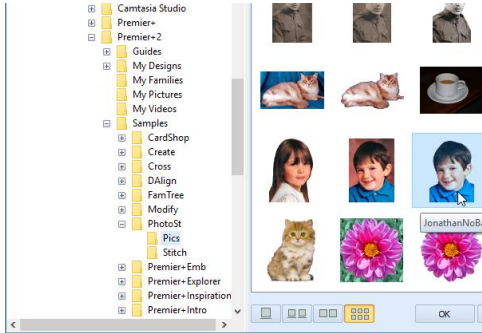 Camtasia Studio
Premier+
Premier+2
Guides
My Designs
My Families
My Pictures
My Videos
Samples
CardShop
Create
Cross
DAlign
FamTree
Modify
PhotoSt
Pics
Stitch
Premier+Emb
Premier+Explorer
Premier+Inspiration
Premier+Intro
JonathanNoBa
OK